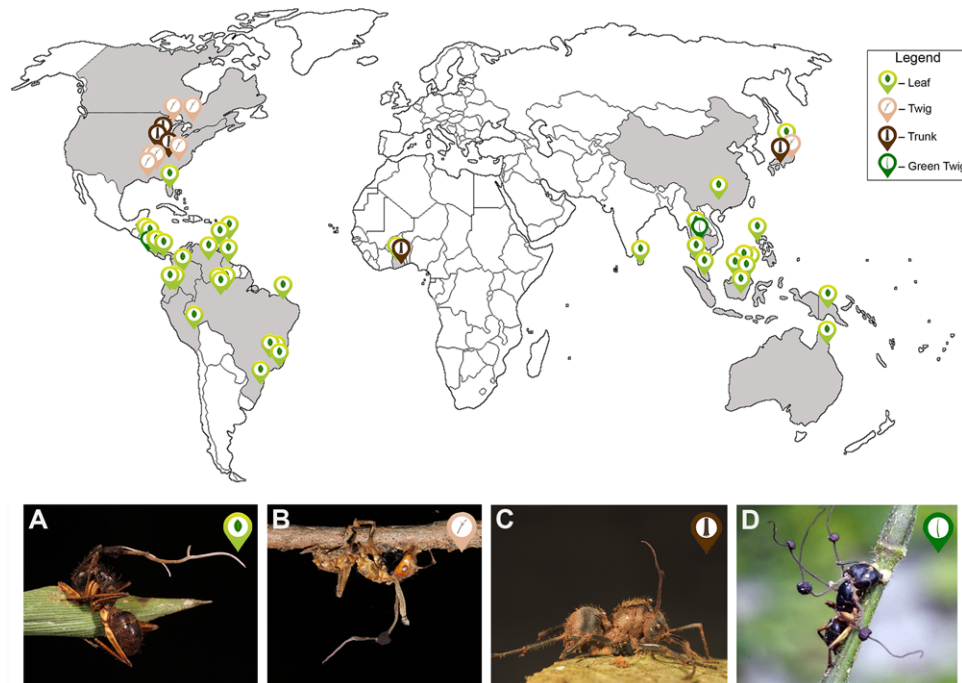 Legend
– Leaf
– Twig
– Trunk
– Green Twig
A
B
C
D